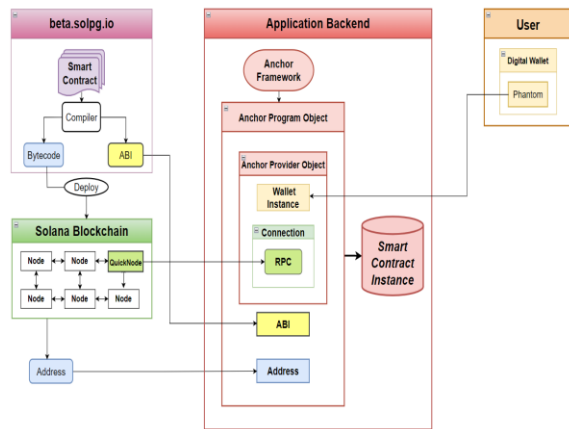 beta.solpg.io
Smart
Contract
Compiler
Bytecode
ABI
Deploy
Solana Blockchain
Node
Node
QuickNode
Node
Node
Node
Address
Application Backend
Anchor
Framework
Anchor Program Object
Anchor Provider Object
Wallet
Instance
Connection
RPC
ABI
Address
Smart
Contract
Instance
User
Digital Wallet
Phantom